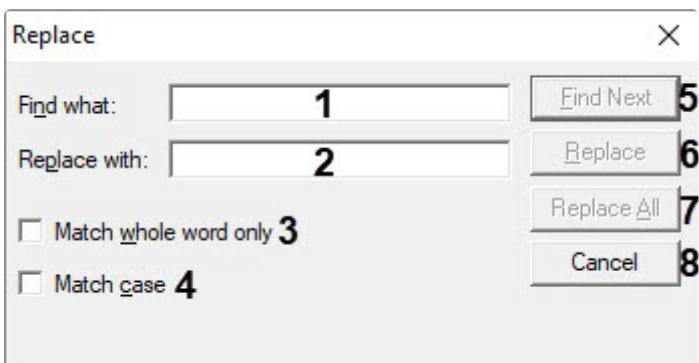 Replace
Find what: 1
Find Next 5
Replace with: 2
Replace 6
Replace All 7
Match whole word only 3
Cancel 8
Match case 4